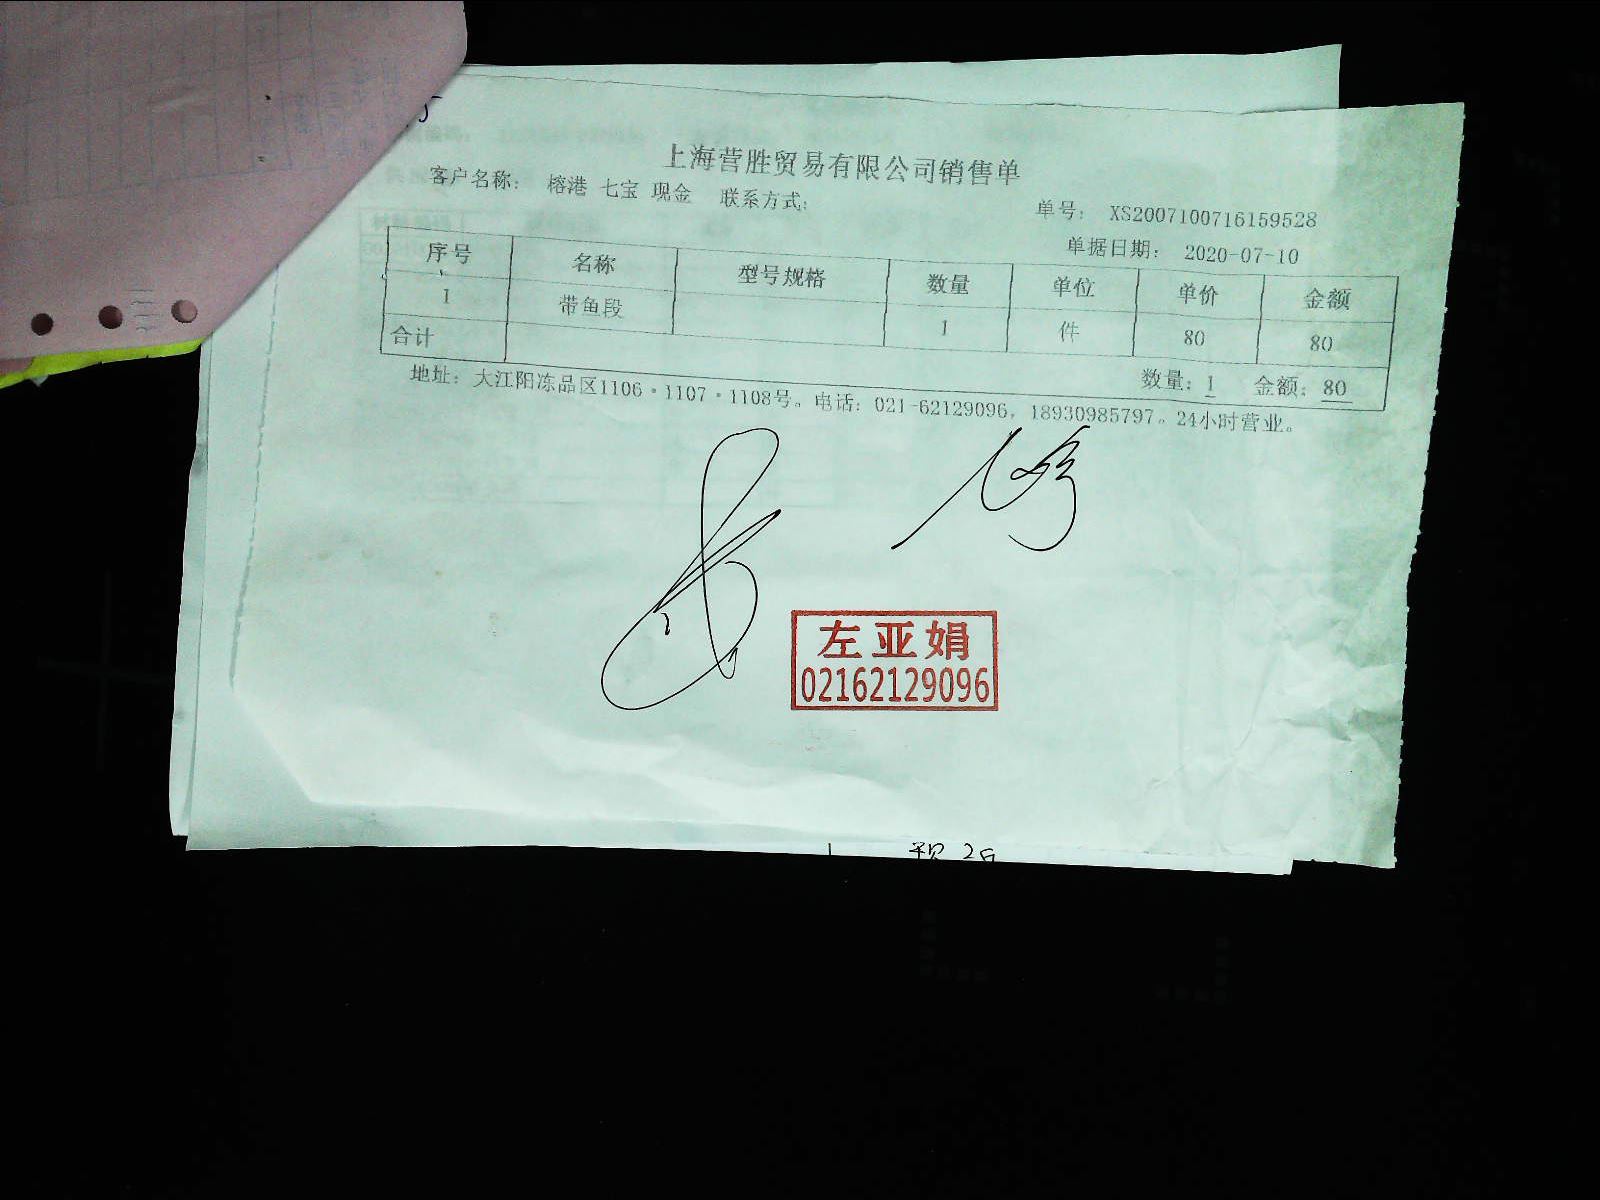 上海营胜贸易有限公司销售单
客户名称: 榕港 七宝 现金 联系方式:
单号: XS2007100716159528
单据日期: 2020-07-10
序号 名称 型号规格 数量 单位 单价 金额
1 带鱼段 1 件 80 80
合计 数量: 1 金额: 80
地址: 大江阳冻品区1106·1107·1108号。电话: 021-62129096, 18930985797。24小时营业。
左亚娟
02162129096